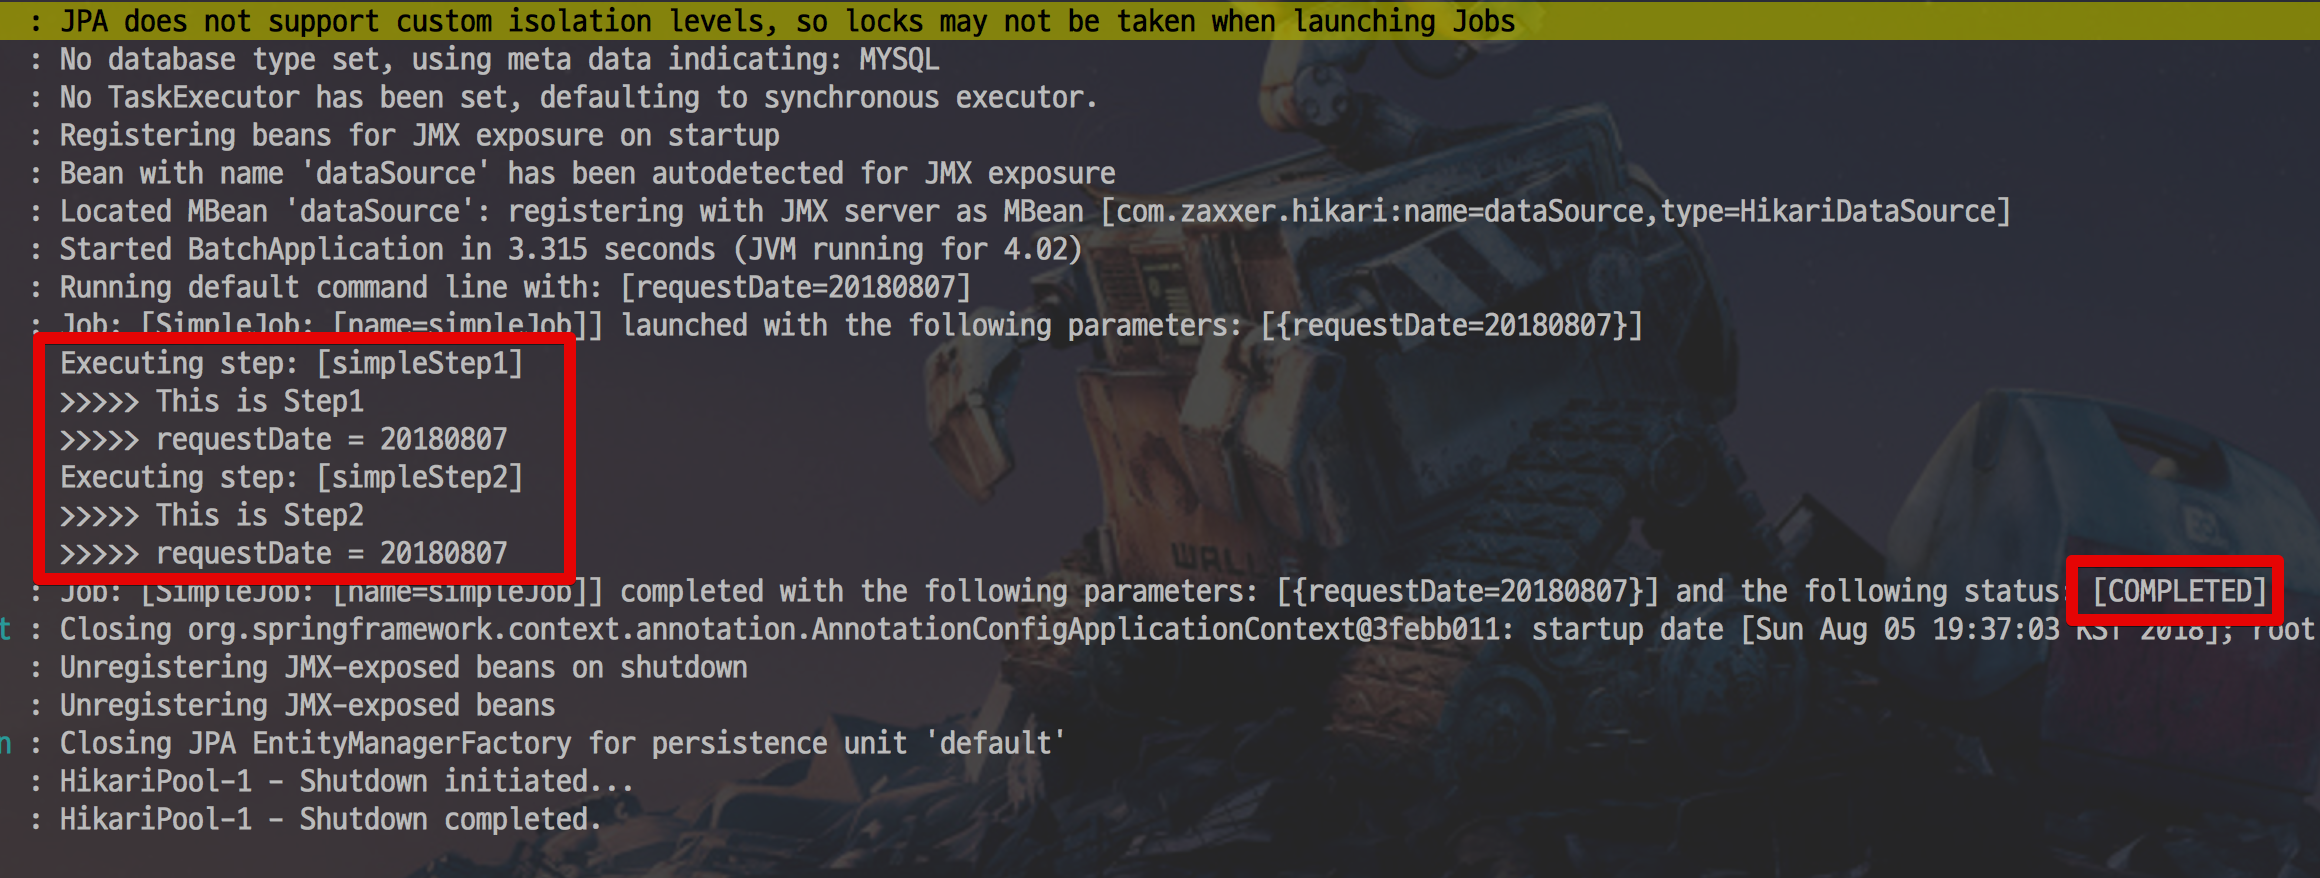 : JPA does not support custom isolation levels, so locks may not be taken when launching Jobs
: No database type set, using meta data indicating: MYSQL
: No TaskExecutor has been set, defaulting to synchronous executor.
: Registering beans for JMX exposure on startup
: Bean with name 'dataSource' has been autodetected for JMX exposure
: Located MBean 'dataSource': registering with JMX server as MBean [com.zaxxer.hikari:name=dataSource,type=HikariDataSource]
: Started BatchApplication in 3.315 seconds (JVM running for 4.02)
: Running default command line with: [requestDate=20180807]
: Job: [SimpleJob: [name=simpleJob]] launched with the following parameters: [{requestDate=20180807}]
Executing step: [simpleStep1]
>>>>> This is Step1
>>>>> requestDate = 20180807
Executing step: [simpleStep2]
>>>>> This is Step2
>>>>> requestDate = 20180807
: Job: [SimpleJob: [name=simpleJob]] completed with the following parameters: [{requestDate=20180807}] and the following status: [COMPLETED]
t : Closing org.springframework.context.annotation.AnnotationConfigApplicationContext@3febb011: startup date [Sun Aug 05 19:37:03 KST 2018]; root
: Unregistering JMX-exposed beans on shutdown
: Unregistering JMX-exposed beans
n : Closing JPA EntityManagerFactory for persistence unit 'default'
: HikariPool-1 - Shutdown initiated...
: HikariPool-1 - Shutdown completed.
WALL